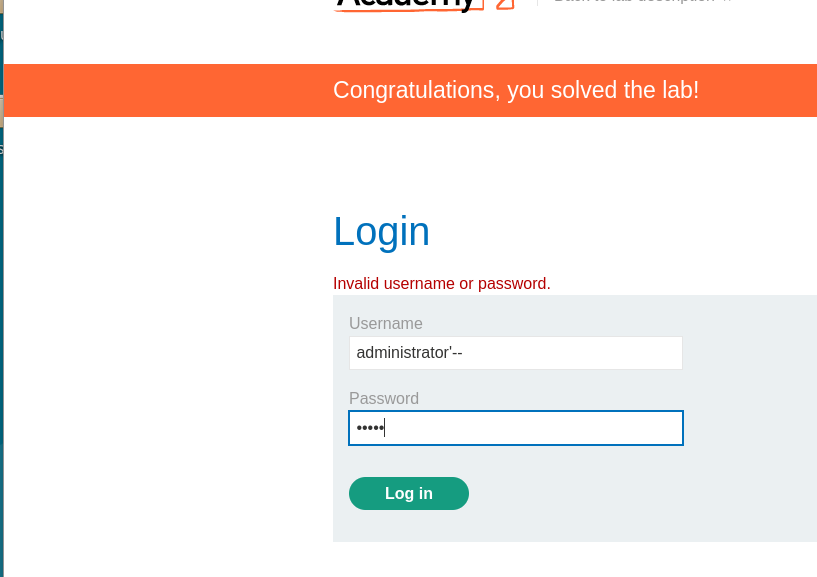 Academy
Back to lab description
Congratulations, you solved the lab!
Login
Invalid username or password.
Username
administrator'--
Password
•••••
Log in